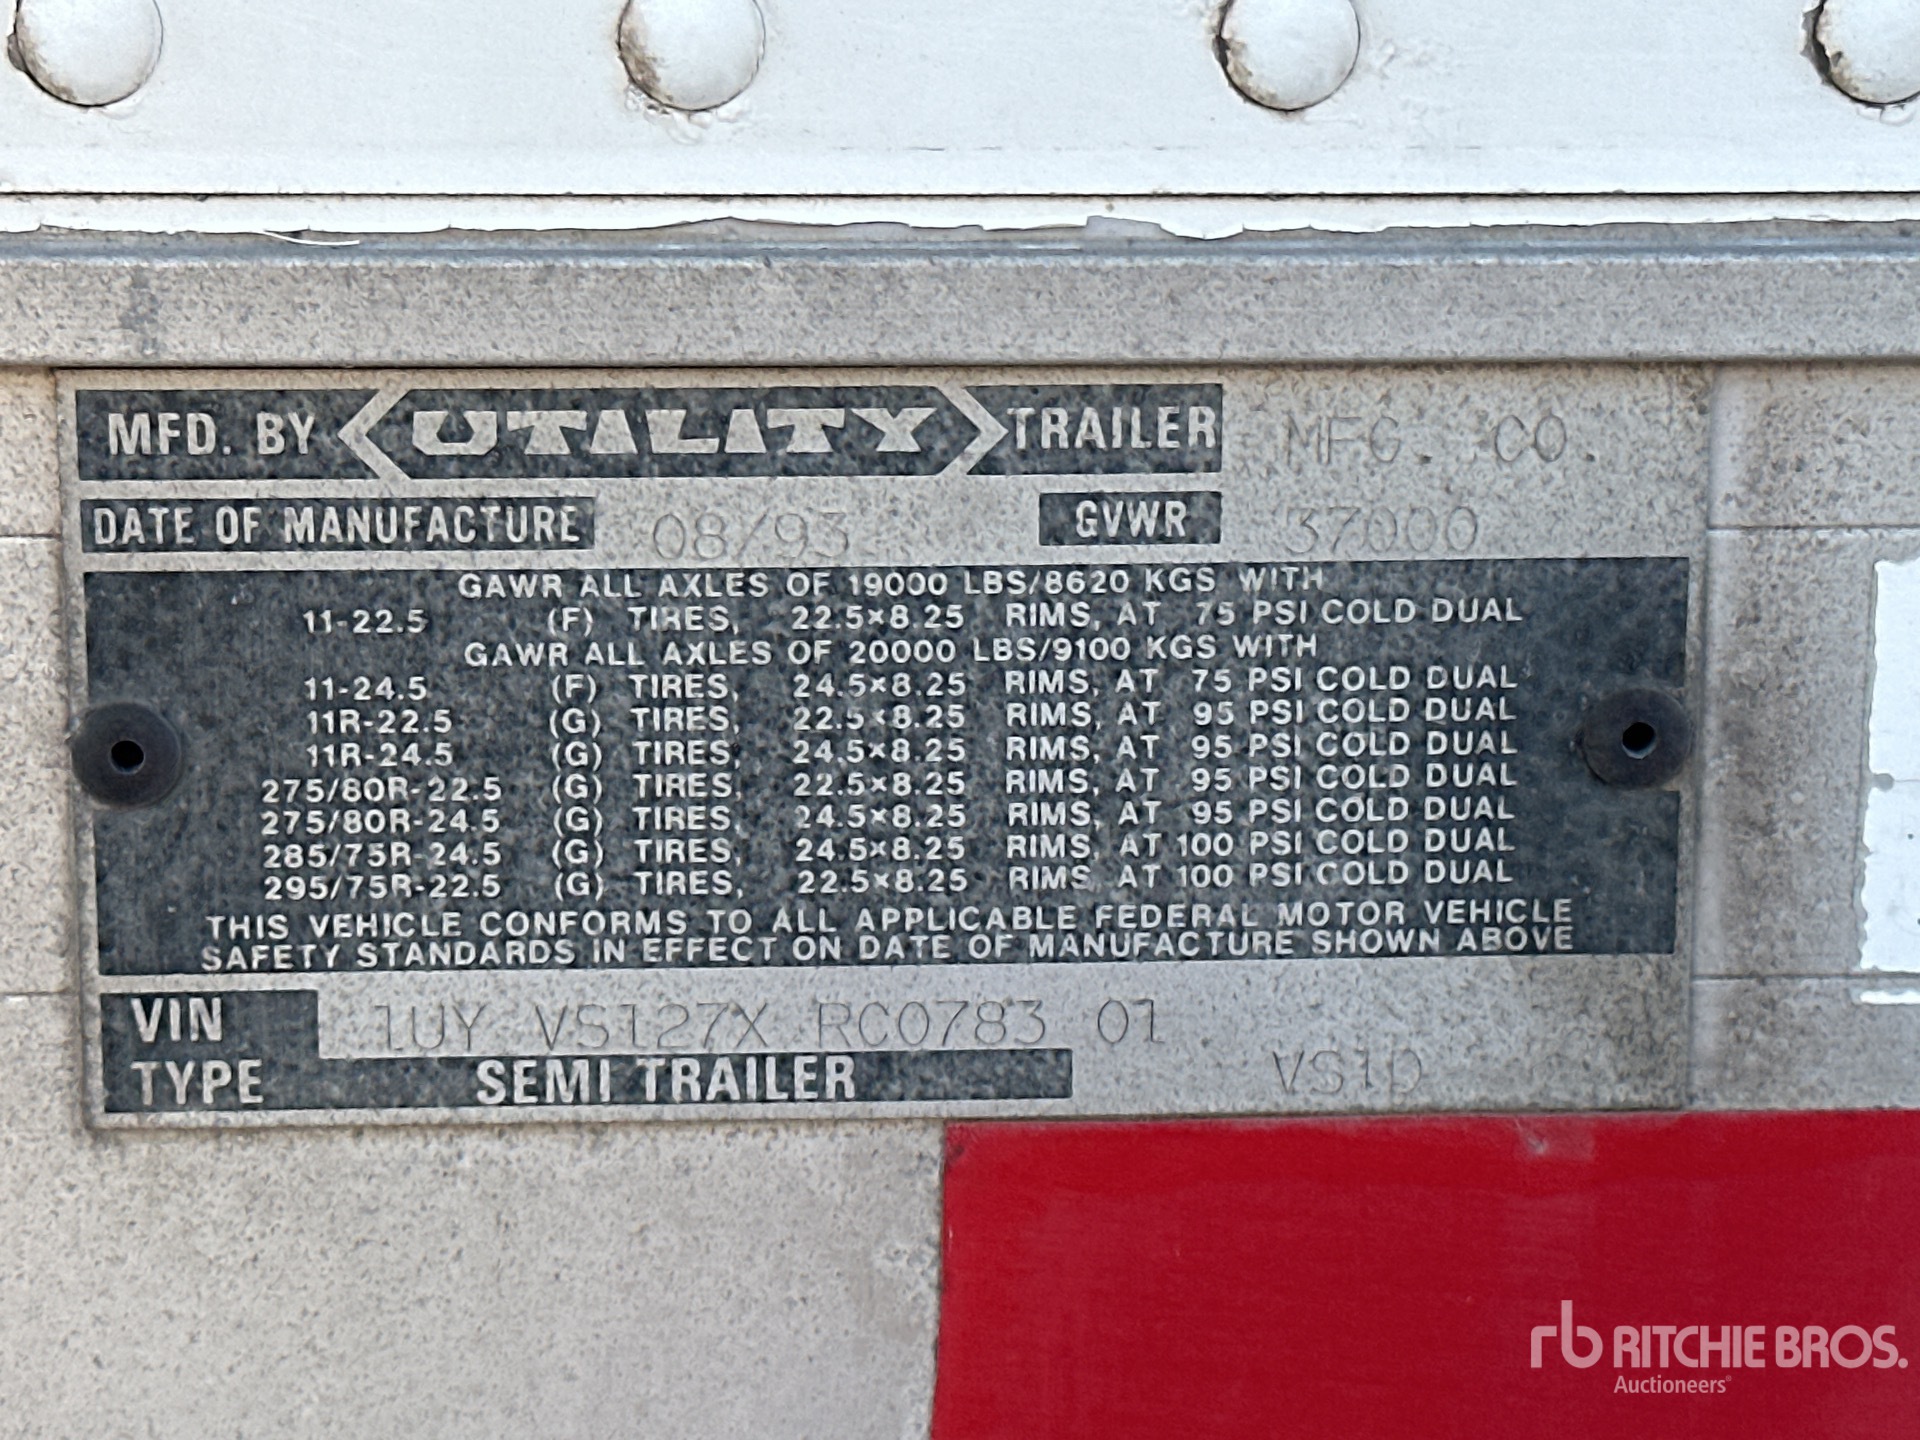 MFD. BY UTILITY TRAILER MFG. CO.
DATE OF MANUFACTURE 08/93 GVWR 37000
GAWR ALL AXLES OF 19000 LBS/8620 KGS WITH
11-22.5 (F) TIRES, 22.5×8.25 RIMS, AT 75 PSI COLD DUAL
GAWR ALL AXLES OF 20000 LBS/9100 KGS WITH
11-24.5 (F) TIRES, 24.5×8.25 RIMS, AT 75 PSI COLD DUAL
11R-22.5 (G) TIRES, 22.5×8.25 RIMS, AT 95 PSI COLD DUAL
11R-24.5 (G) TIRES, 24.5×8.25 RIMS, AT 95 PSI COLD DUAL
275/80R-22.5 (G) TIRES, 22.5×8.25 RIMS, AT 95 PSI COLD DUAL
275/80R-24.5 (G) TIRES, 24.5×8.25 RIMS, AT 95 PSI COLD DUAL
285/75R-24.5 (G) TIRES, 24.5×8.25 RIMS, AT 100 PSI COLD DUAL
295/75R-22.5 (G) TIRES, 22.5×8.25 RIMS, AT 100 PSI COLD DUAL
THIS VEHICLE CONFORMS TO ALL APPLICABLE FEDERAL MOTOR VEHICLE
SAFETY STANDARDS IN EFFECT ON DATE OF MANUFACTURE SHOWN ABOVE
VIN 1UY VS127X RC0783 01
TYPE SEMI TRAILER VS1D
rb RITCHIE BROS.
Auctioneers®